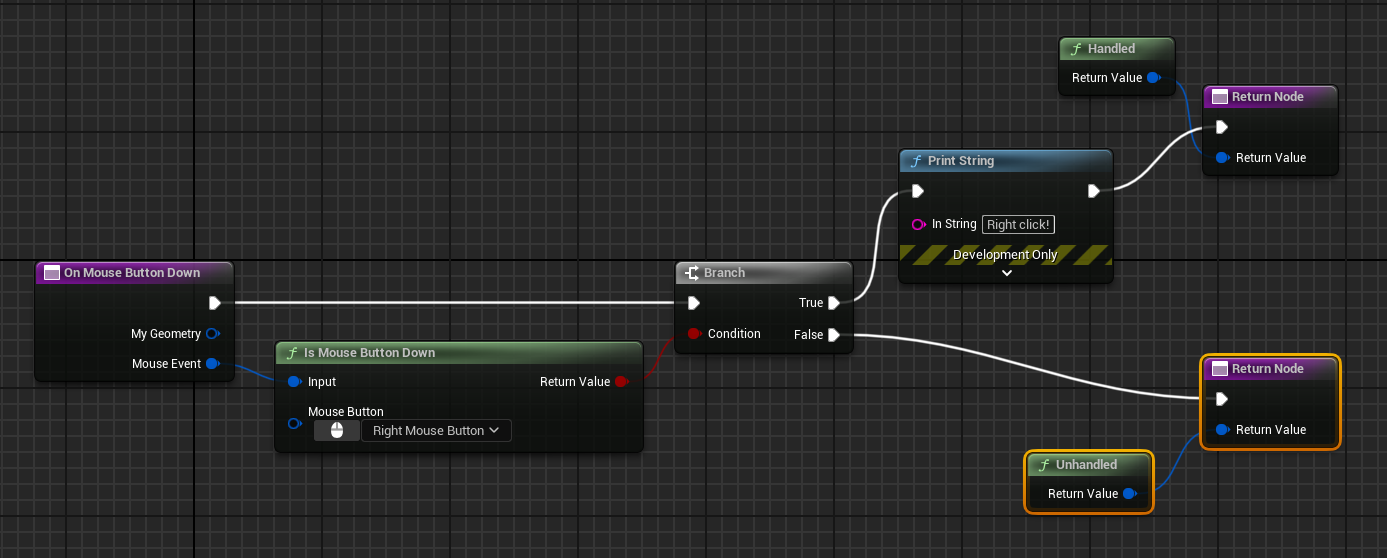 Handled
Return Value
Return Node
Return Value
Print String
In String Right click!
Development Only
On Mouse Button Down
My Geometry
Mouse Event
Is Mouse Button Down
Input
Return Value
Mouse Button
Right Mouse Button
Branch
True
Condition
False
Return Node
Return Value
Unhandled
Return Value